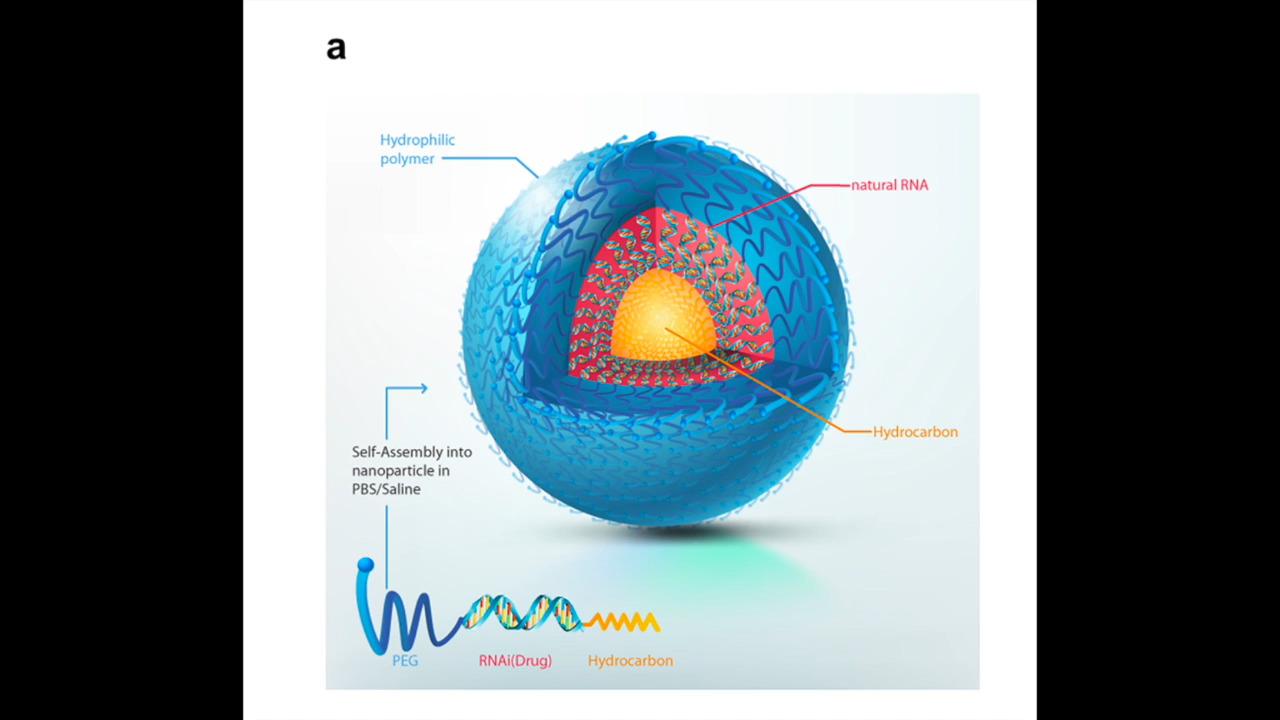 a
Hydrophilic
polymer
natural RNA
Hydrocarbon
Self-Assembly into
nanoparticle in
PBS/Saline
PEG
RNAi(Drug)
Hydrocarbon